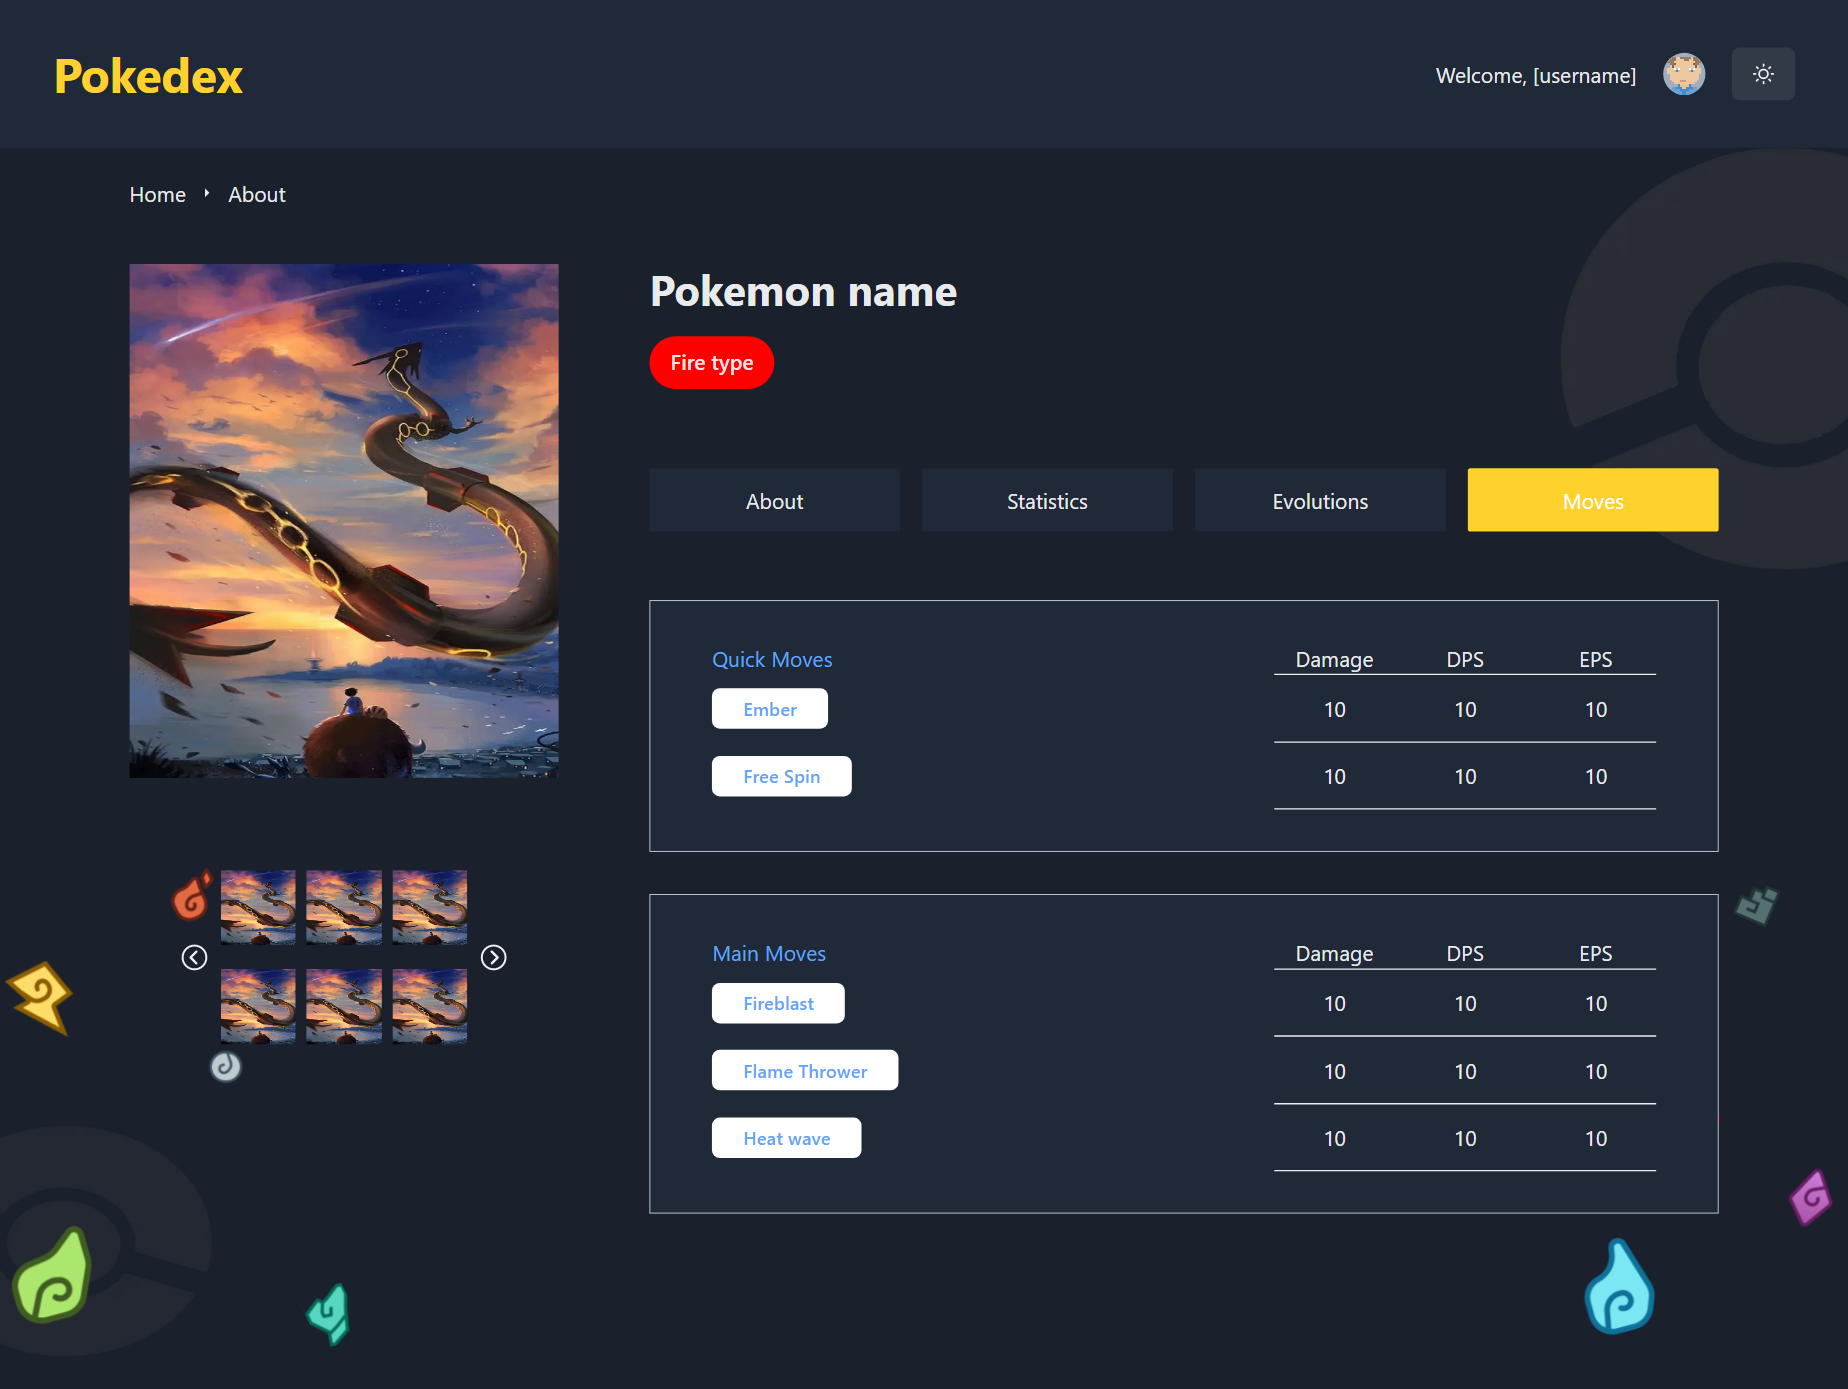 Pokedex
Welcome, [username]
Home About
Pokemon name
Fire type
About Statistics Evolutions Moves
Quick Moves Damage DPS EPS
Ember 10 10 10
Free Spin 10 10 10
Main Moves Damage DPS EPS
Fireblast 10 10 10
Flame Thrower 10 10 10
Heat wave 10 10 10